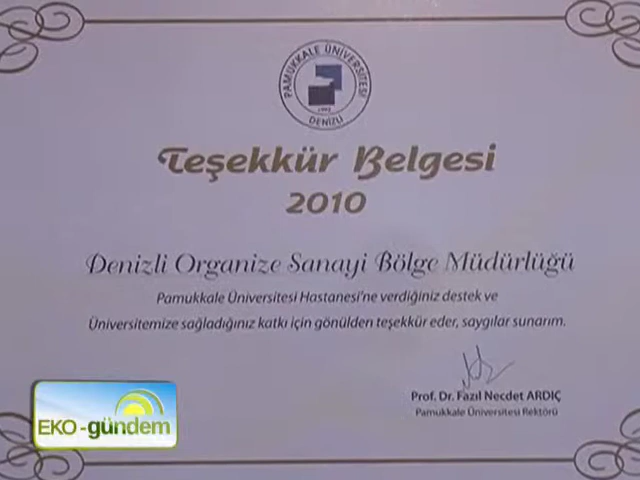 PAMUKKALE ÜNİVERSİTESİ
1992
DENİZLİ
Teşekkür Belgesi
2010
Denizli Organize Sanayi Bölge Müdürlüğü
Pamukkale Üniversitesi Hastanesi'ne verdiğiniz destek ve
Üniversitemize sağladığınız katkı için gönülden teşekkür eder, saygılar sunarım.
Prof. Dr. Fazıl Necdet ARDIÇ
Pamukkale Üniversitesi Rektörü
EKO-gündem